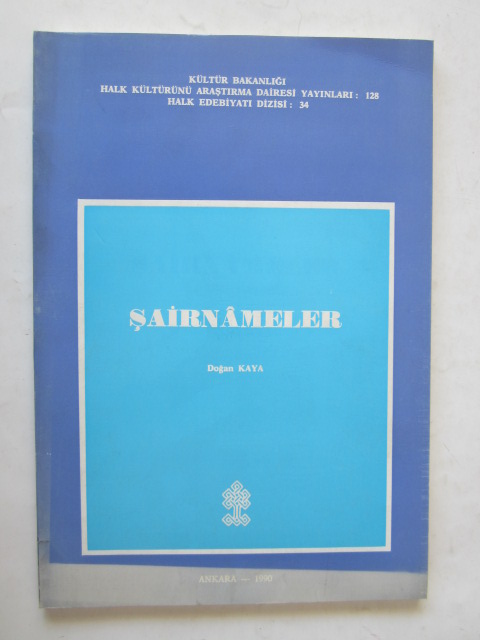 KÜLTÜR BAKANLIĞI
HALK KÜLTÜRÜNÜ ARAŞTIRMA DAİRESİ YAYINLARI: 128
HALK EDEBİYATI DİZİSİ: 34
ŞAİRNÂMELER
Doğan KAYA
ANKARA — 1990